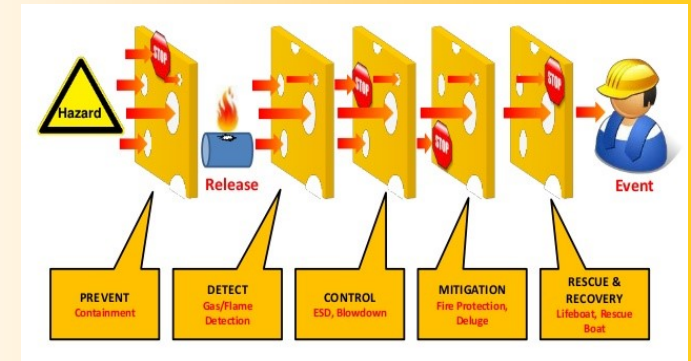 STOP
STOP
STOP
STOP
Hazard
Release
Event
PREVENT
Containment
DETECT
Gas/Flame
Detection
CONTROL
ESD, Blowdown
MITIGATION
Fire Protection,
Deluge
RESCUE &
RECOVERY
Lifeboat, Rescue
Boat